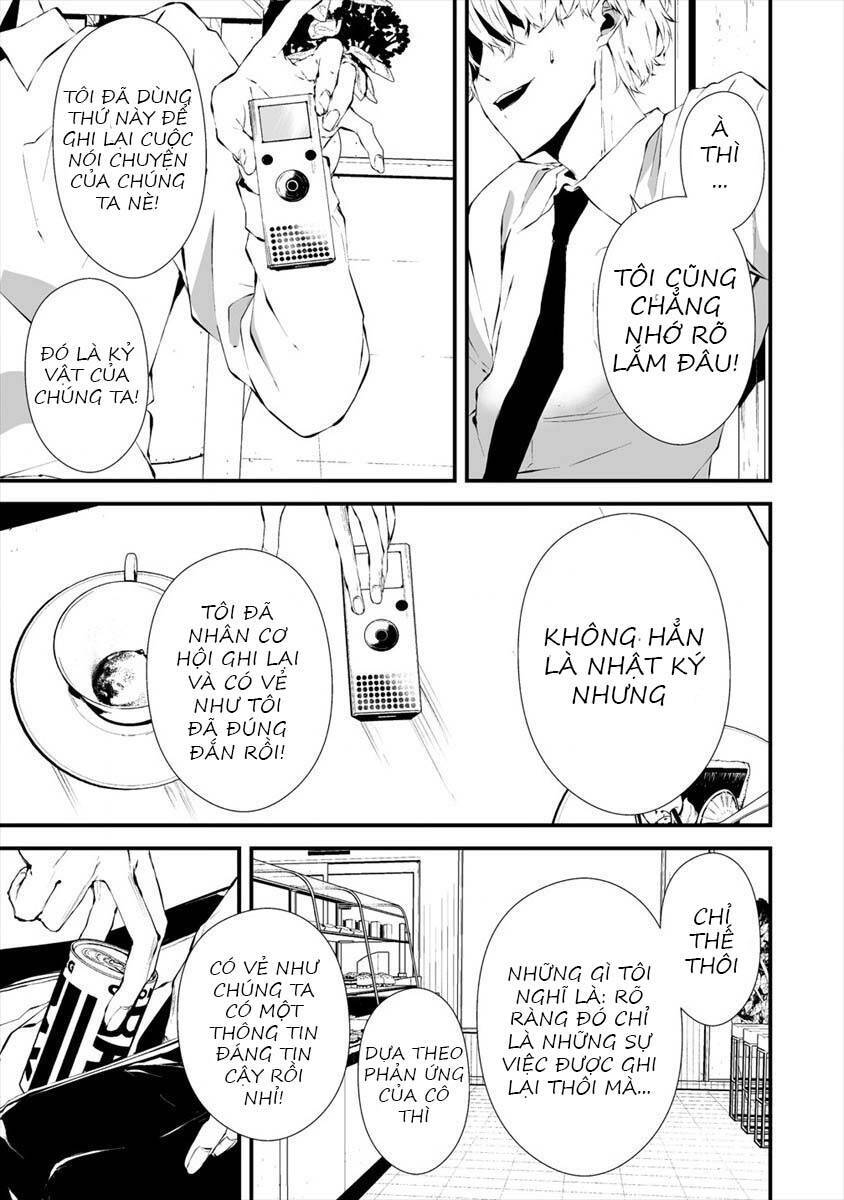 À
THÌ
...
TÔI CŨNG
CHẲNG
NHỚ RÕ
LẮM ĐÂU!
TÔI ĐÃ DÙNG
THỨ NÀY ĐỂ
GHI LẠI CUỘC
NÓI CHUYỆN
CỦA CHÚNG
TA NÈ!
ĐÓ LÀ KỶ
VẬT CỦA
CHÚNG TA!
KHÔNG HẲN
LÀ NHẬT KÝ
NHƯNG
TÔI ĐÃ
NHÂN CƠ
HỘI GHI LẠI
VÀ CÓ VẺ
NHƯ TÔI
ĐÃ ĐÚNG
ĐẮN RỒI!
CHỈ
THẾ
THÔI
NHỮNG GÌ TÔI
NGHĨ LÀ: RÕ
RÀNG ĐÓ CHỈ
LÀ NHỮNG SỰ
VIỆC ĐƯỢC GHI
LẠI THÔI MÀ...
DỰA THEO
PHẢN ỨNG
CỦA CÔ
THÌ
CÓ VẺ NHƯ
CHÚNG TA
CÓ MỘT
THÔNG TIN
ĐÁNG TIN
CẬY RỒI
NHỈ!